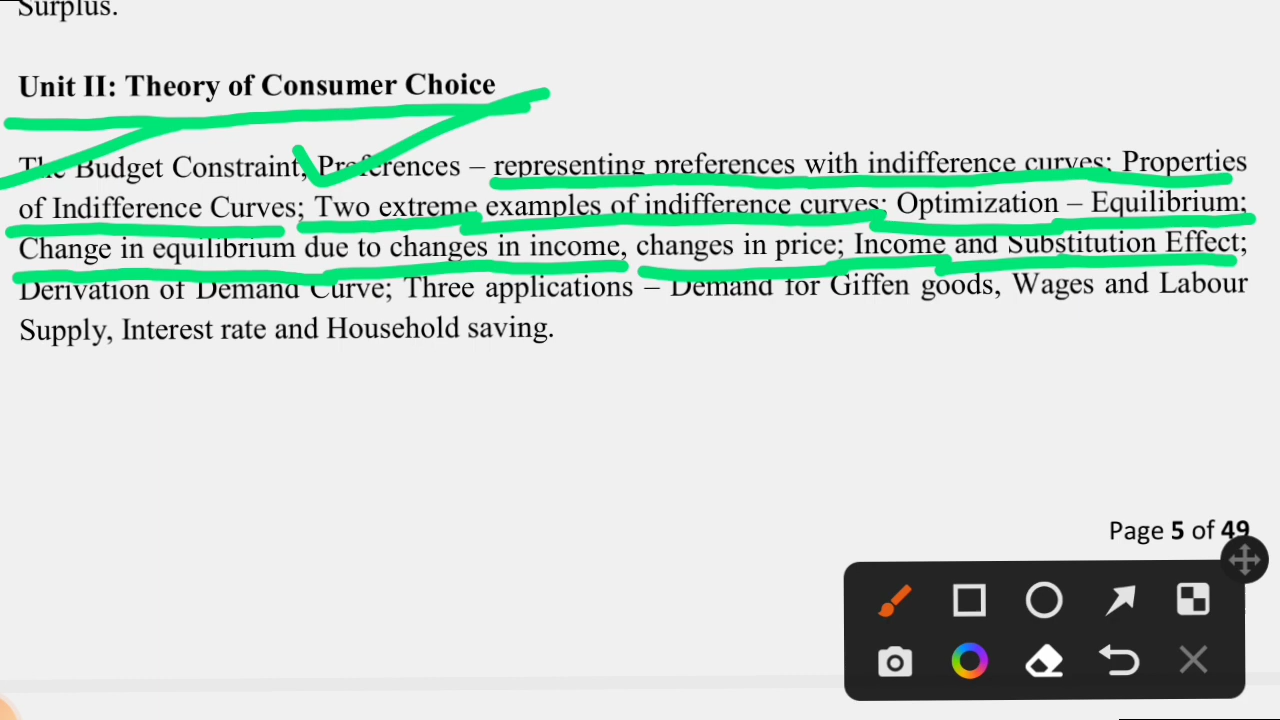 Surplus.
Unit II: Theory of Consumer Choice
The Budget Constraint, Preferences – representing preferences with indifference curves; Properties
of Indifference Curves; Two extreme examples of indifference curves; Optimization – Equilibrium;
Change in equilibrium due to changes in income, changes in price; Income and Substitution Effect;
Derivation of Demand Curve; Three applications – Demand for Giffen goods, Wages and Labour
Supply, Interest rate and Household saving.
Page 5 of 49